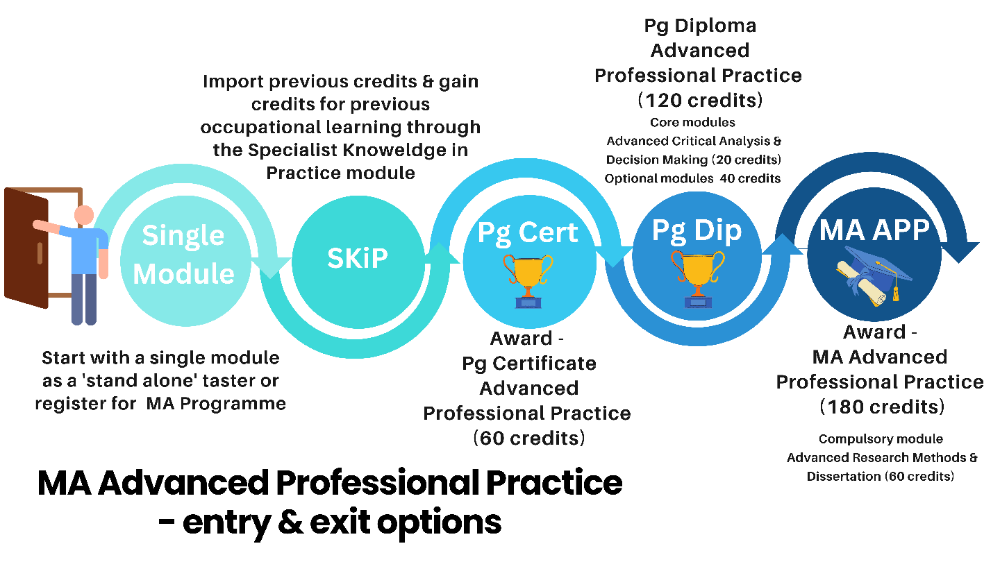 Pg Diploma
Advanced
Professional Practice
(120 credits)
Core modules
Advanced Critical Analysis &
Decision Making (20 credits)
Optional modules 40 credits
Import previous credits & gain
credits for previous
occupational learning through
the Specialist Knoweldge in
Practice module
Single
Module
SKiP
Pg Cert
Pg Dip
MA APP
Start with a single module
as a 'stand alone' taster or
register for MA Programme
Award -
Pg Certificate
Advanced
Professional Practice
(60 credits)
Award -
MA Advanced
Professional Practice
(180 credits)
Compulsory module
Advanced Research Methods &
Dissertation (60 credits)
MA Advanced Professional Practice
- entry & exit options